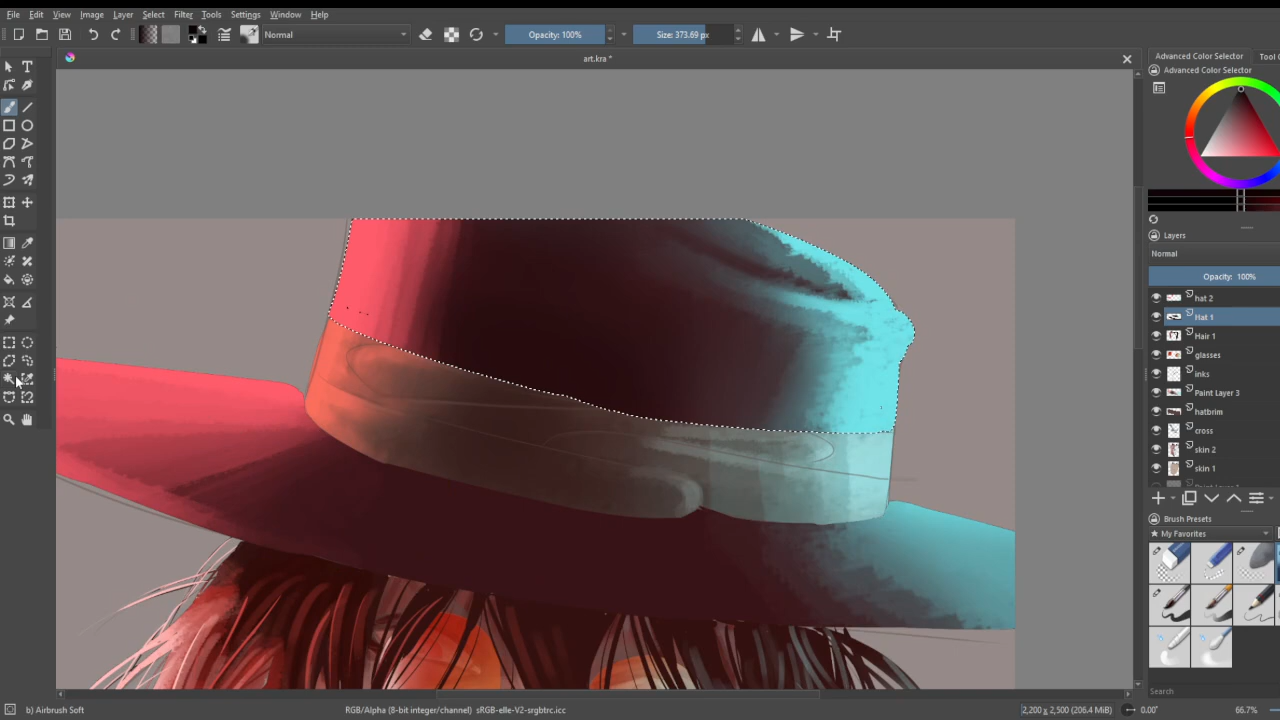 File Edit View Image Layer Select Filter Tools Settings Window Help
Normal
Opacity: 100%
Size: 373.69 px
art.kra *
Advanced Color Selector
Tool
Advanced Color Selector
Layers
Normal
Opacity: 100%
hat 2
Hat 1
Hair 1
glasses
inks
Paint Layer 3
hatbrim
cross
skin 2
skin 1
Brush Presets
★ My Favorites
Search
b) Airbrush Soft
RGB/Alpha (8-bit integer/channel) sRGB-elle-V2-srgbtrc.icc
2,200 x 2,500 (206.4 MiB)
0.00°
66.7%